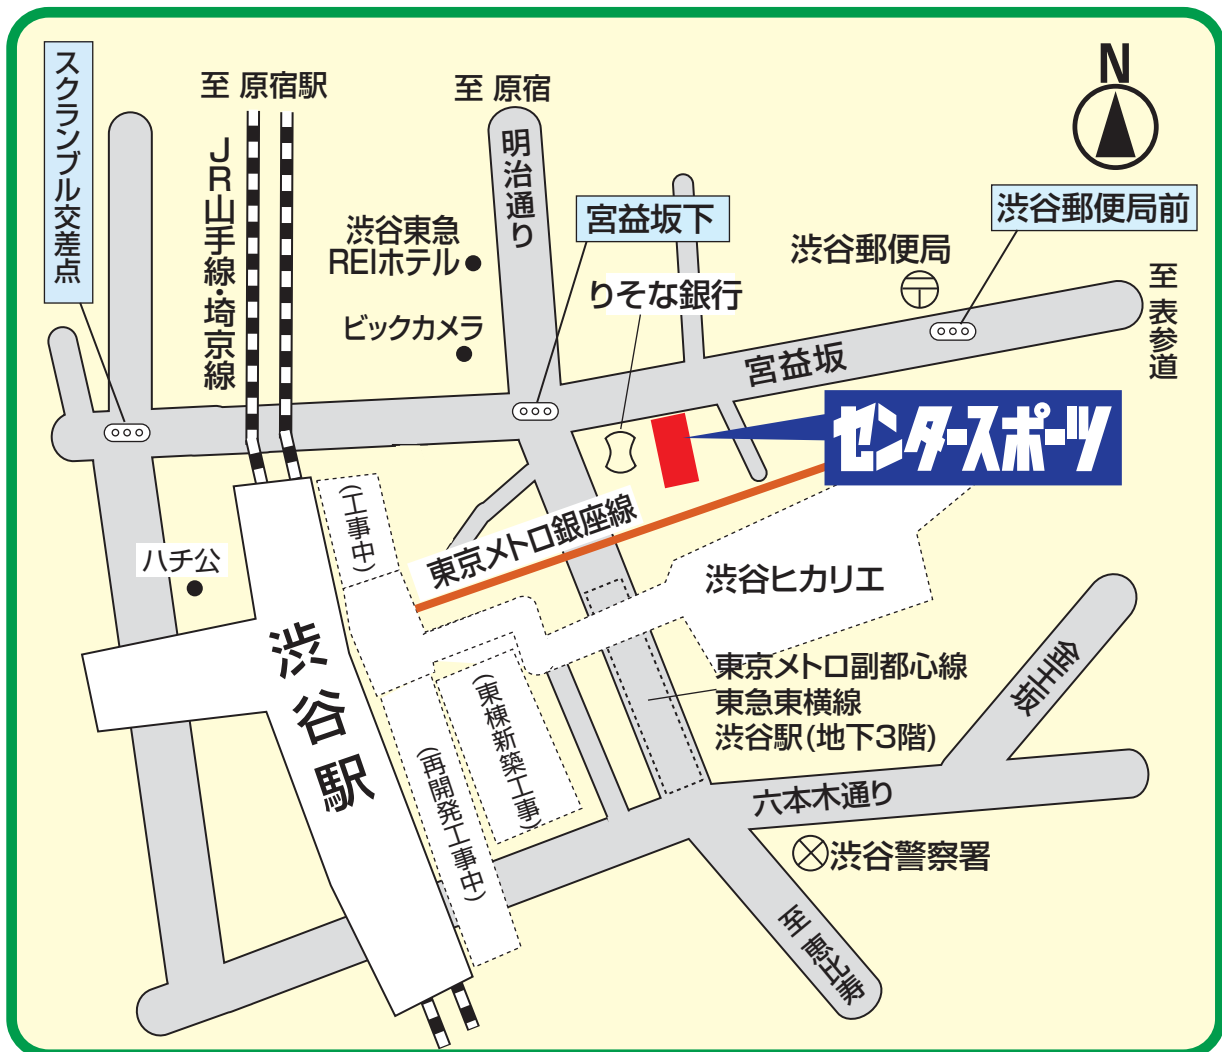 N
スクランブル交差点
至 原宿駅
至 原宿
JR山手線・埼京線
明治通り
宮益坂下
渋谷郵便局前
渋谷東急
REIホテル
渋谷郵便局
りそな銀行
至 表参道
ビックカメラ
宮益坂
センタースポーツ
(工事中)
東京メトロ銀座線
ハチ公
渋谷ヒカリエ
渋谷駅
東京メトロ副都心線
東急東横線
渋谷駅(地下3階)
金王坂
(東棟新築工事)
(再開発工事中)
六本木通り
渋谷警察署
至 恵比寿